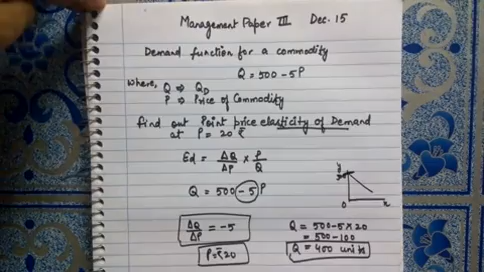 Management Paper III Dec. 15
Demand function for a commodity
Q = 500 - 5P
where, Q ⇒ QD
P ⇒ Price of Commodity
Find out Point price elasticity of Demand
at P = 20 ₹
Ed = ΔQ/ΔP × P/Q
Q = 500 - 5 P
ΔQ/ΔP = -5
P = ₹20
Q = 500 - 5 × 20
= 500 - 100
Q = 400 units
y
0
x